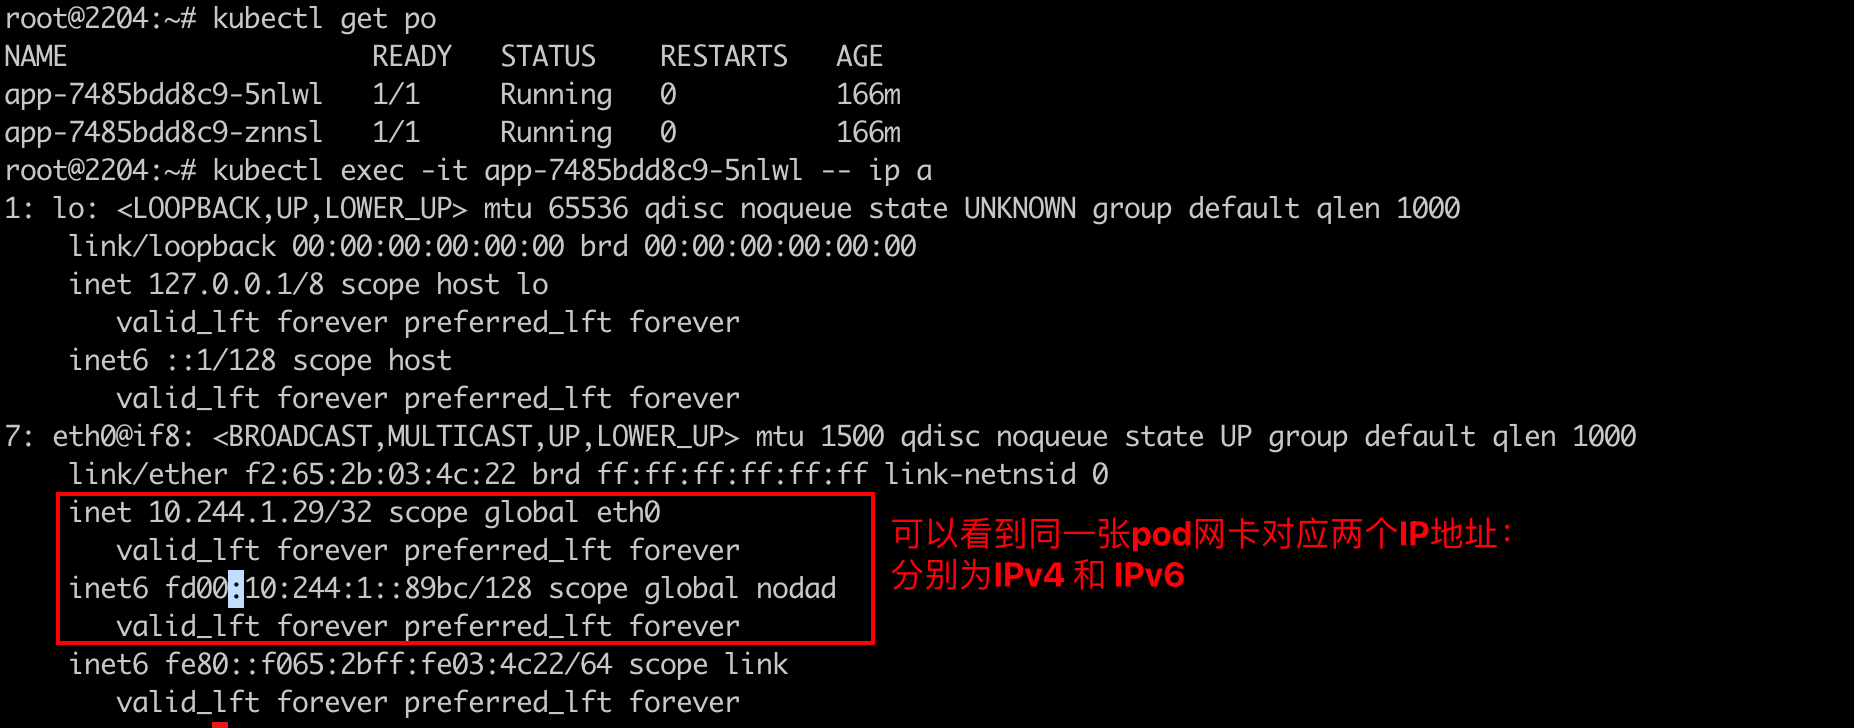 root@2204:~# kubectl get po
NAME                   READY   STATUS    RESTARTS   AGE
app-7485bdd8c9-5nlwl   1/1     Running   0          166m
app-7485bdd8c9-znnsl   1/1     Running   0          166m
root@2204:~# kubectl exec -it app-7485bdd8c9-5nlwl -- ip a
1: lo: <LOOPBACK,UP,LOWER_UP> mtu 65536 qdisc noqueue state UNKNOWN group default qlen 1000
    link/loopback 00:00:00:00:00:00 brd 00:00:00:00:00:00
    inet 127.0.0.1/8 scope host lo
       valid_lft forever preferred_lft forever
    inet6 ::1/128 scope host
       valid_lft forever preferred_lft forever
7: eth0@if8: <BROADCAST,MULTICAST,UP,LOWER_UP> mtu 1500 qdisc noqueue state UP group default qlen 1000
    link/ether f2:65:2b:03:4c:22 brd ff:ff:ff:ff:ff:ff link-netnsid 0
    inet 10.244.1.29/32 scope global eth0
       valid_lft forever preferred_lft forever
    inet6 fd00:10:244:1::89bc/128 scope global nodad
       valid_lft forever preferred_lft forever
    inet6 fe80::f065:2bff:fe03:4c22/64 scope link
       valid_lft forever preferred_lft forever
可以看到同一张pod网卡对应两个IP地址：
分别为IPv4 和 IPv6